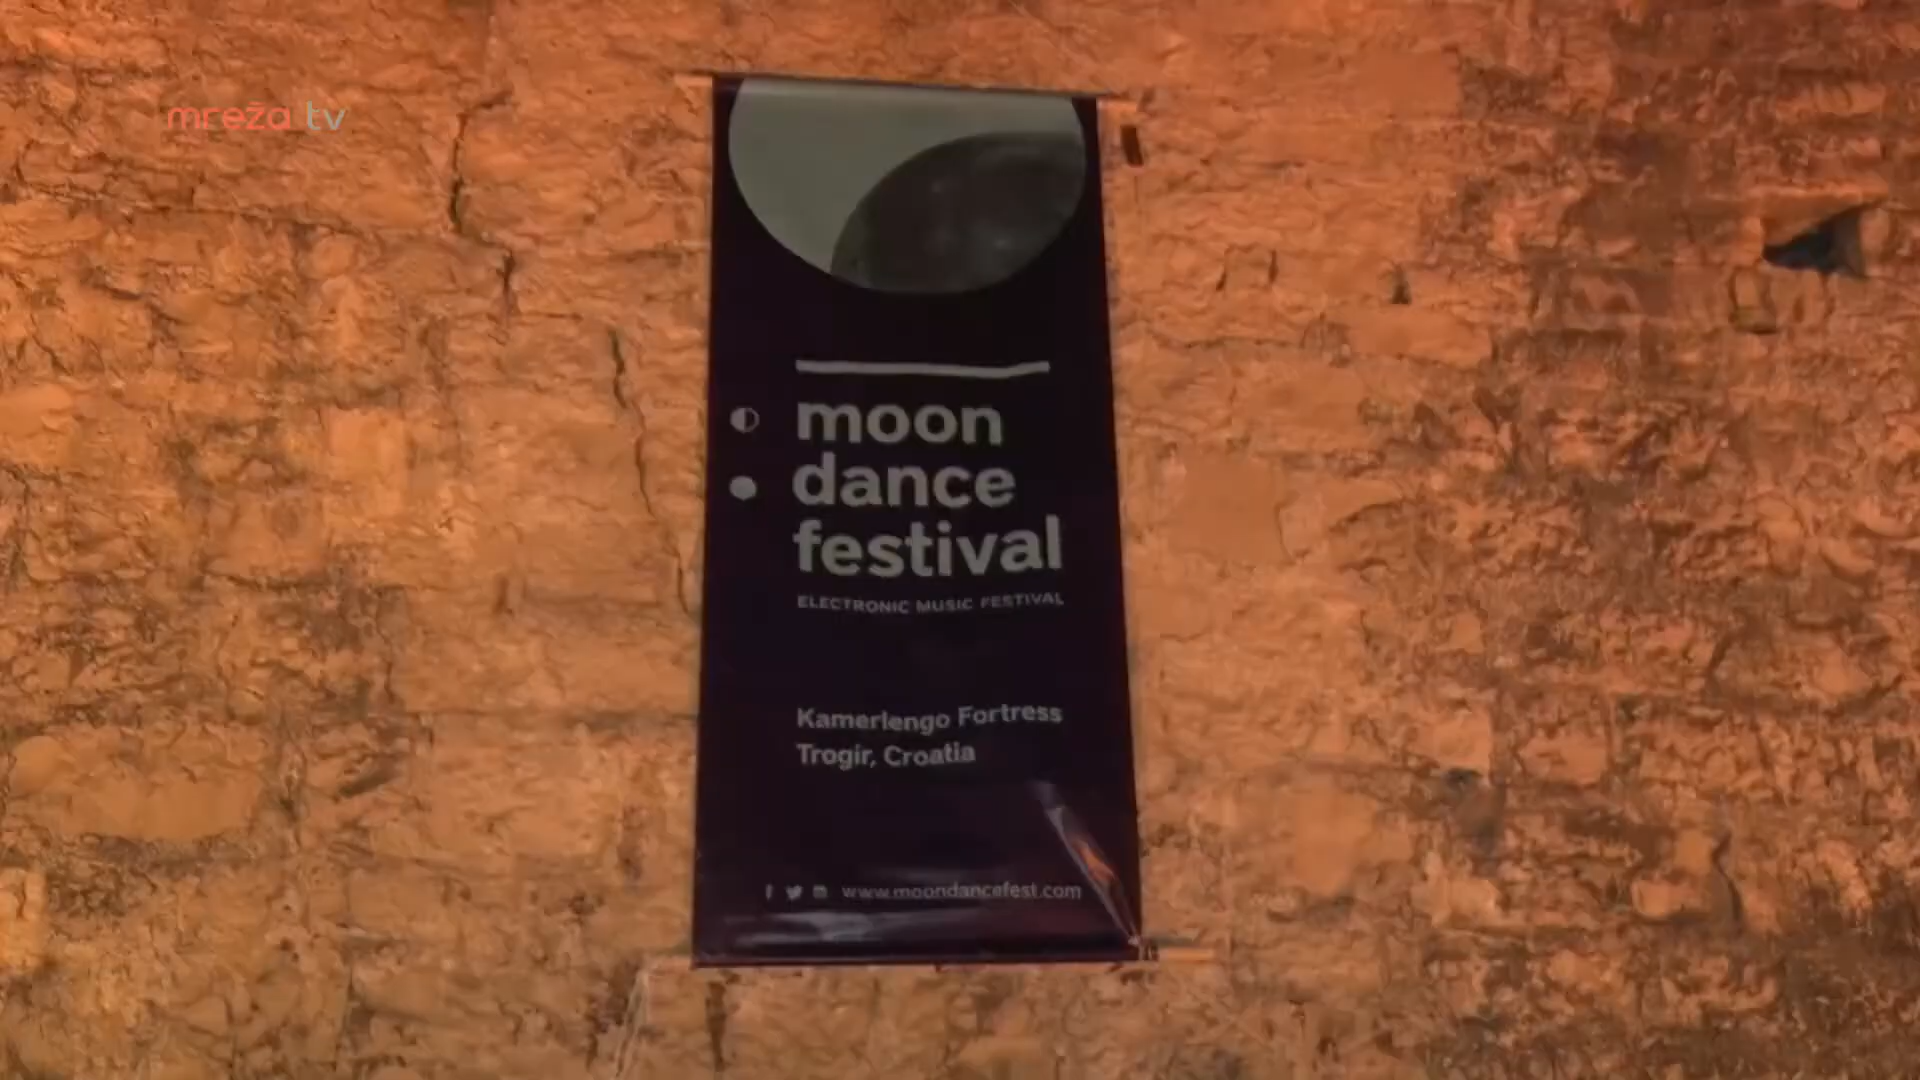 mreža tv
moon
dance
festival
ELECTRONIC MUSIC FESTIVAL
Kamerlengo Fortress
Trogir, Croatia
www.moondancefest.com